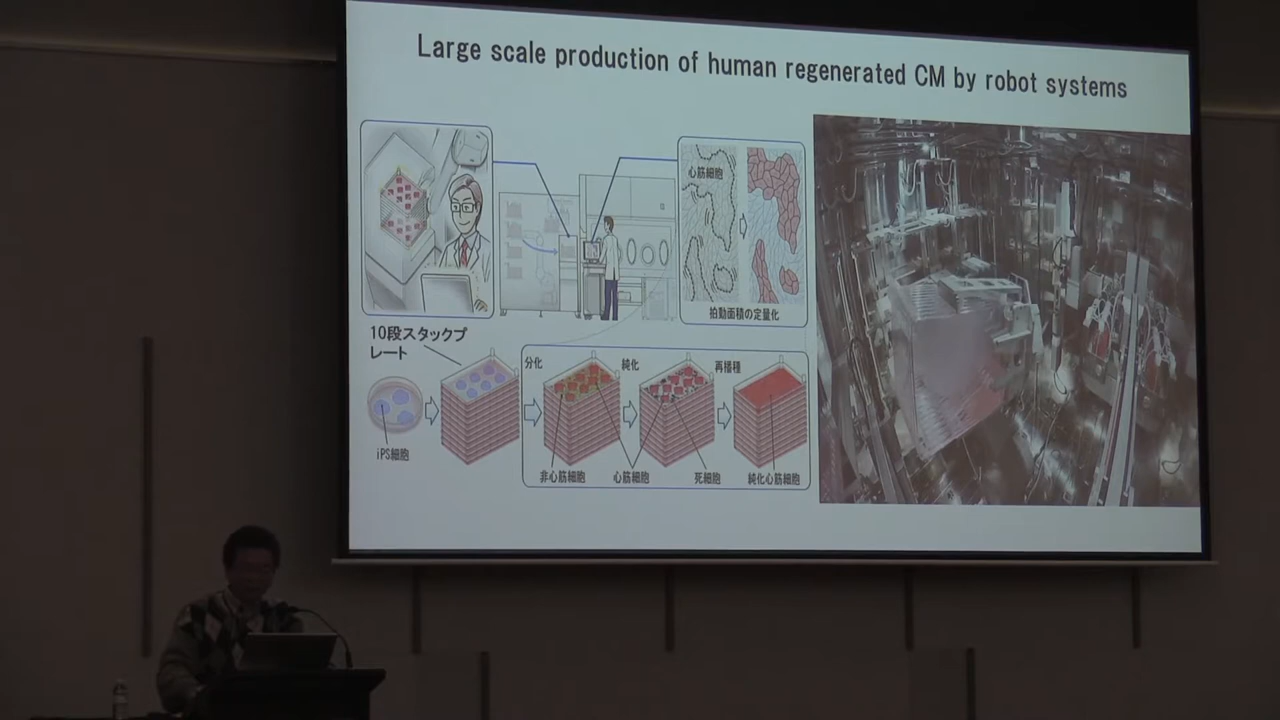 Large scale production of human regenerated CM by robot systems
心筋細胞
拍動面積の定量化
10段スタックプ
レート
分化
純化
再播種
iPS細胞
非心筋細胞
心筋細胞
死細胞
純化心筋細胞